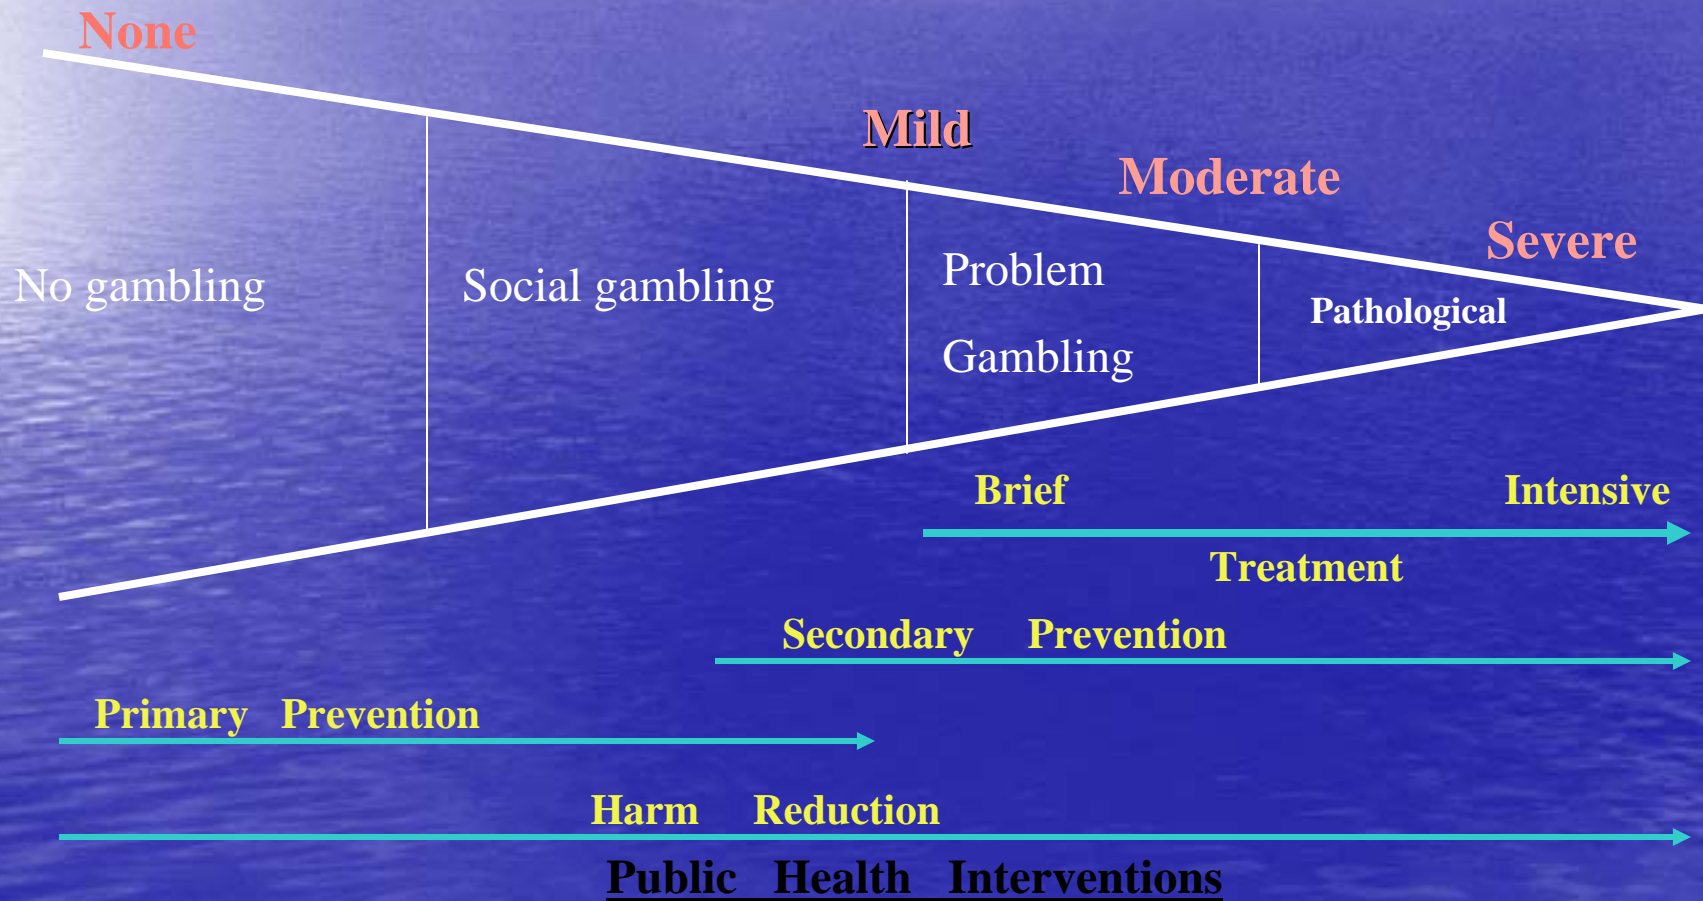 None
Mild
Moderate
Severe
No gambling
Social gambling
Problem
Gambling
Pathological
Brief
Intensive
Treatment
Secondary Prevention
Primary Prevention
Harm Reduction
Public Health Interventions